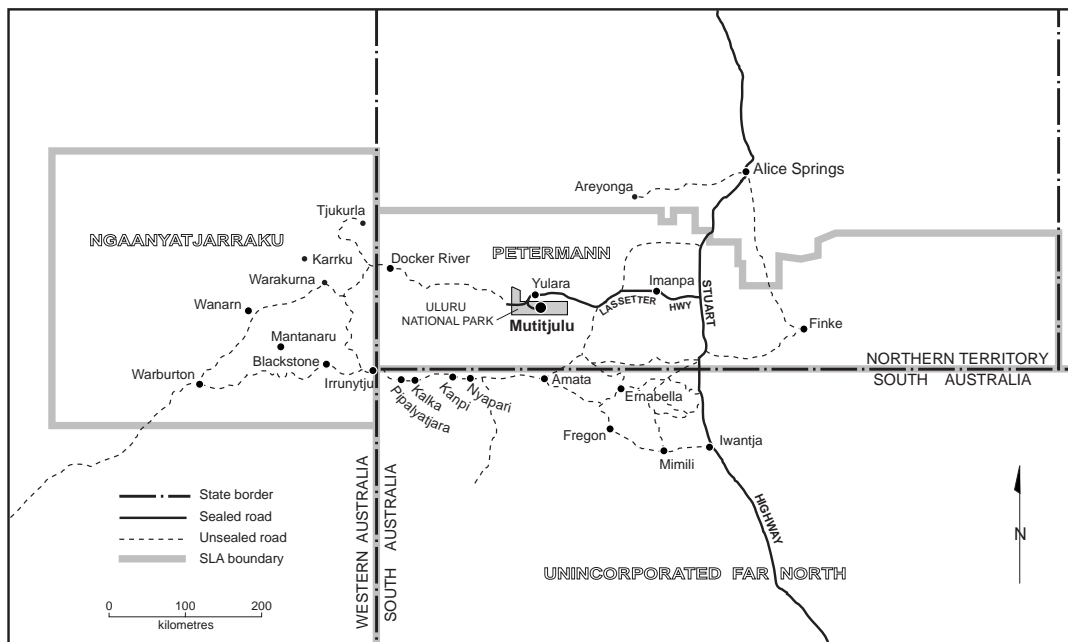 Alice Springs
Areyonga
Tjukurla
NGAANYATJARRAKU
PETERMANN
Karrku
Docker River
Warakurna
Yulara
Imanpa
STUART
Wanarn
ULURU
NATIONAL PARK
LASSETTER
HWY
Mutitjulu
Finke
Mantanaru
Blackstone
NORTHERN TERRITORY
Warburton
Irrunytju
SOUTH AUSTRALIA
Pipalyatjara
Kalka
Kanpi
Nyapari
Amata
Ernabella
Fregon
Iwantja
Mimili
WESTERN AUSTRALIA
SOUTH AUSTRALIA
HIGHWAY
State border
Sealed road
Unsealed road
SLA boundary
N
UNINCORPORATED FAR NORTH
0 100 200
kilometres